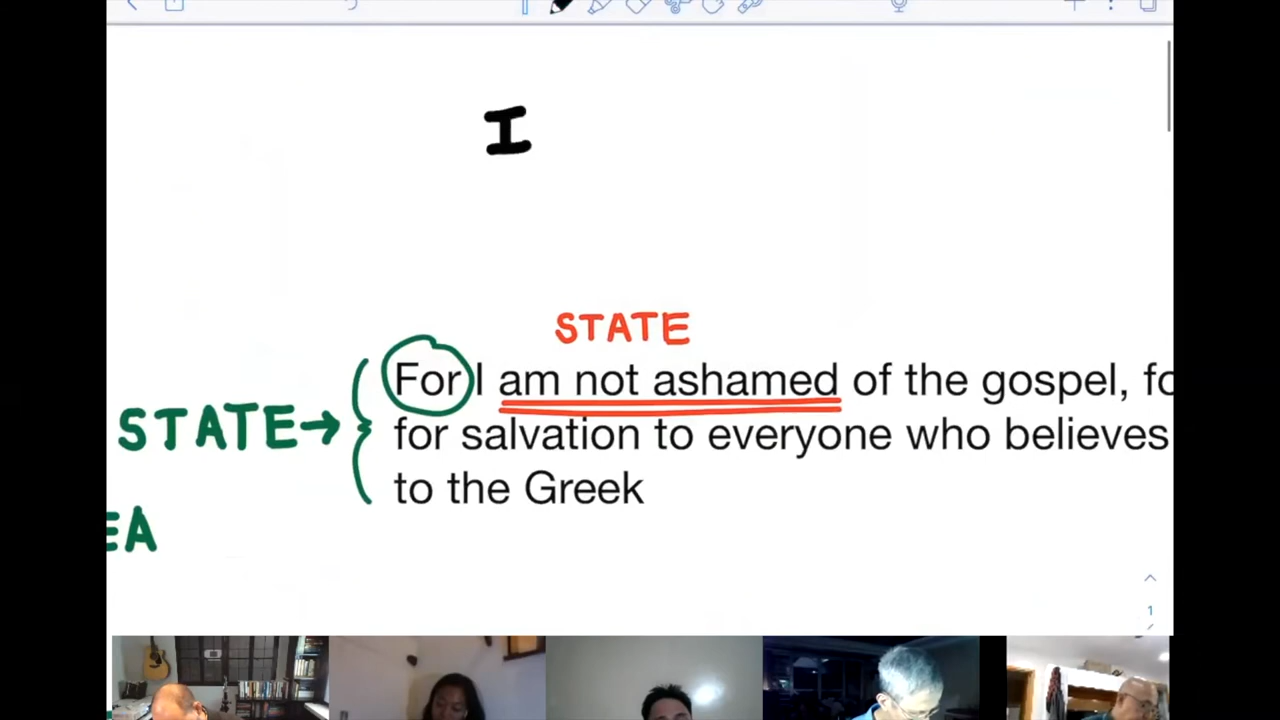 I
STATE
For I am not ashamed of the gospel, fo
STATE→
for salvation to everyone who believes
to the Greek
EA
1